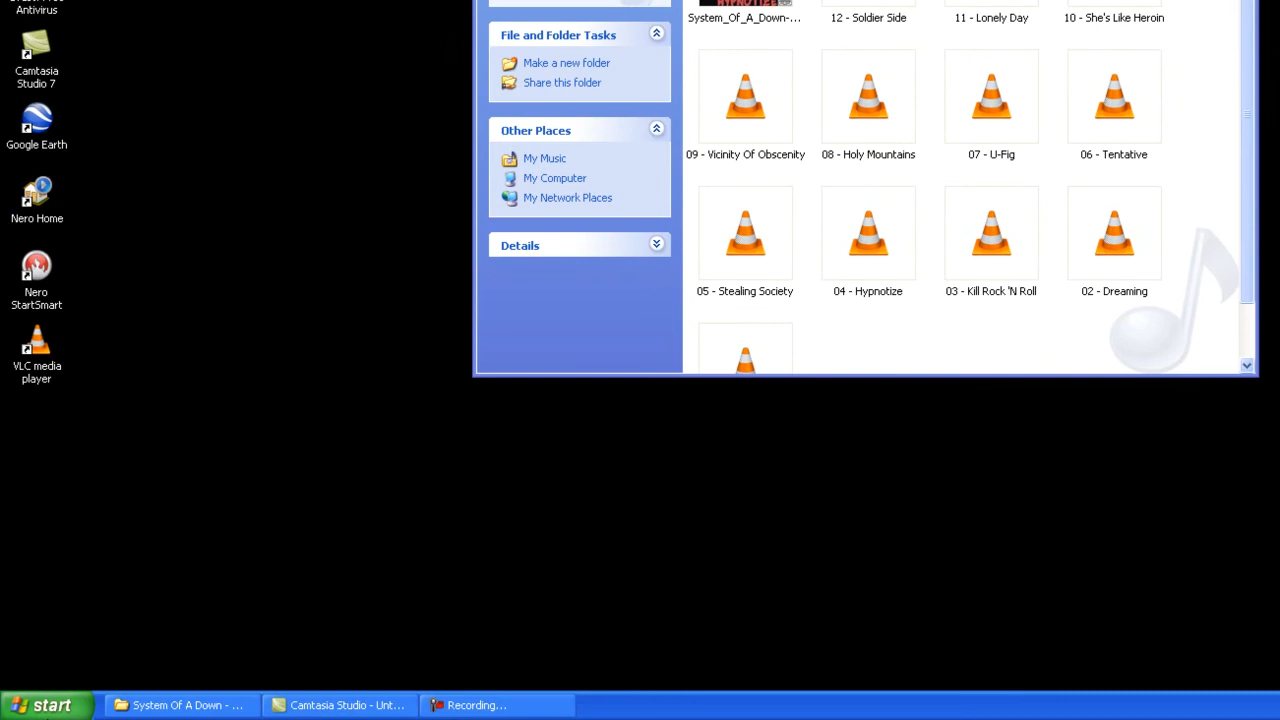 Antivirus
Camtasia
Studio 7
Google Earth
Nero Home
Nero
StartSmart
VLC media
player
File and Folder Tasks
Make a new folder
Share this folder
Other Places
My Music
My Computer
My Network Places
Details
HYPNOTIZE
System_Of_A_Down-...
12 - Soldier Side
11 - Lonely Day
10 - She's Like Heroin
09 - Vicinity Of Obscenity
08 - Holy Mountains
07 - U-Fig
06 - Tentative
05 - Stealing Society
04 - Hypnotize
03 - Kill Rock 'N Roll
02 - Dreaming
start
System Of A Down - ...
Camtasia Studio - Unt...
Recording...